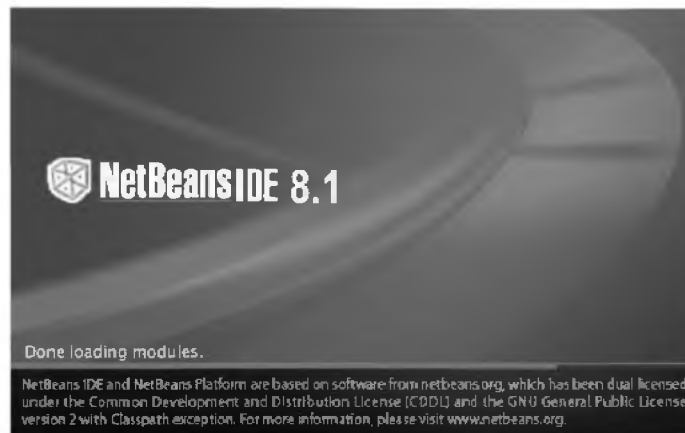 NetBeans IDE 8.1
Done loading modules.
NetBeans IDE and NetBeans Platform are based on software from netbeans.org, which has been dual licensed
under the Common Development and Distribution License (CDDL) and the GNU General Public License
version 2 with Classpath exception. For more information, please visit www.netbeans.org.